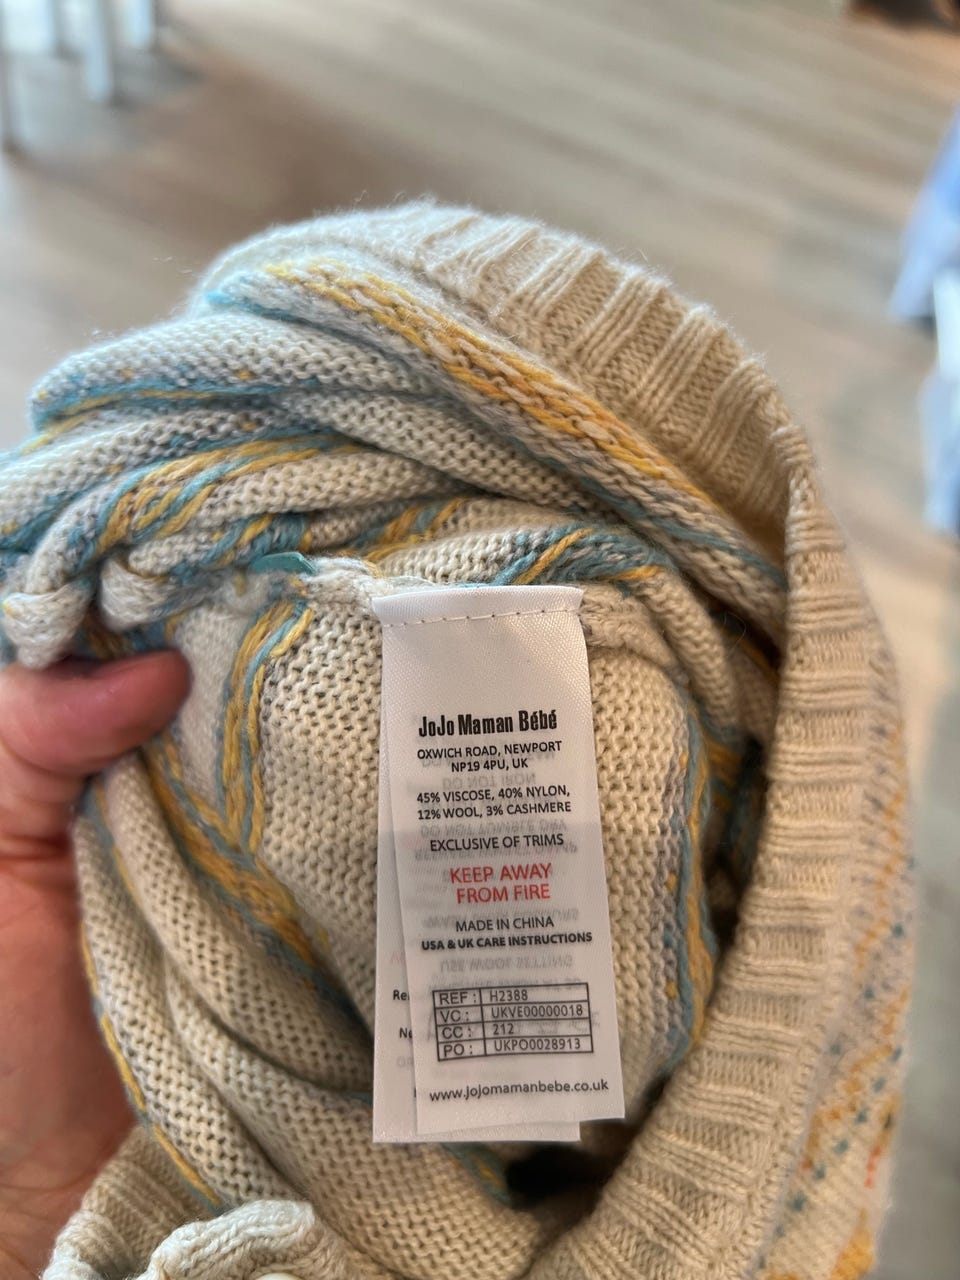 JoJo Maman Bébé
OXWICH ROAD, NEWPORT
NP19 4PU, UK
45% VISCOSE, 40% NYLON,
12% WOOL, 3% CASHMERE
EXCLUSIVE OF TRIMS
KEEP AWAY
FROM FIRE
MADE IN CHINA
USA & UK CARE INSTRUCTIONS
REF : H2388
VC : UKVE00000018
CC : 212
PO : UKPO0028913
www.jojomamanbebe.co.uk